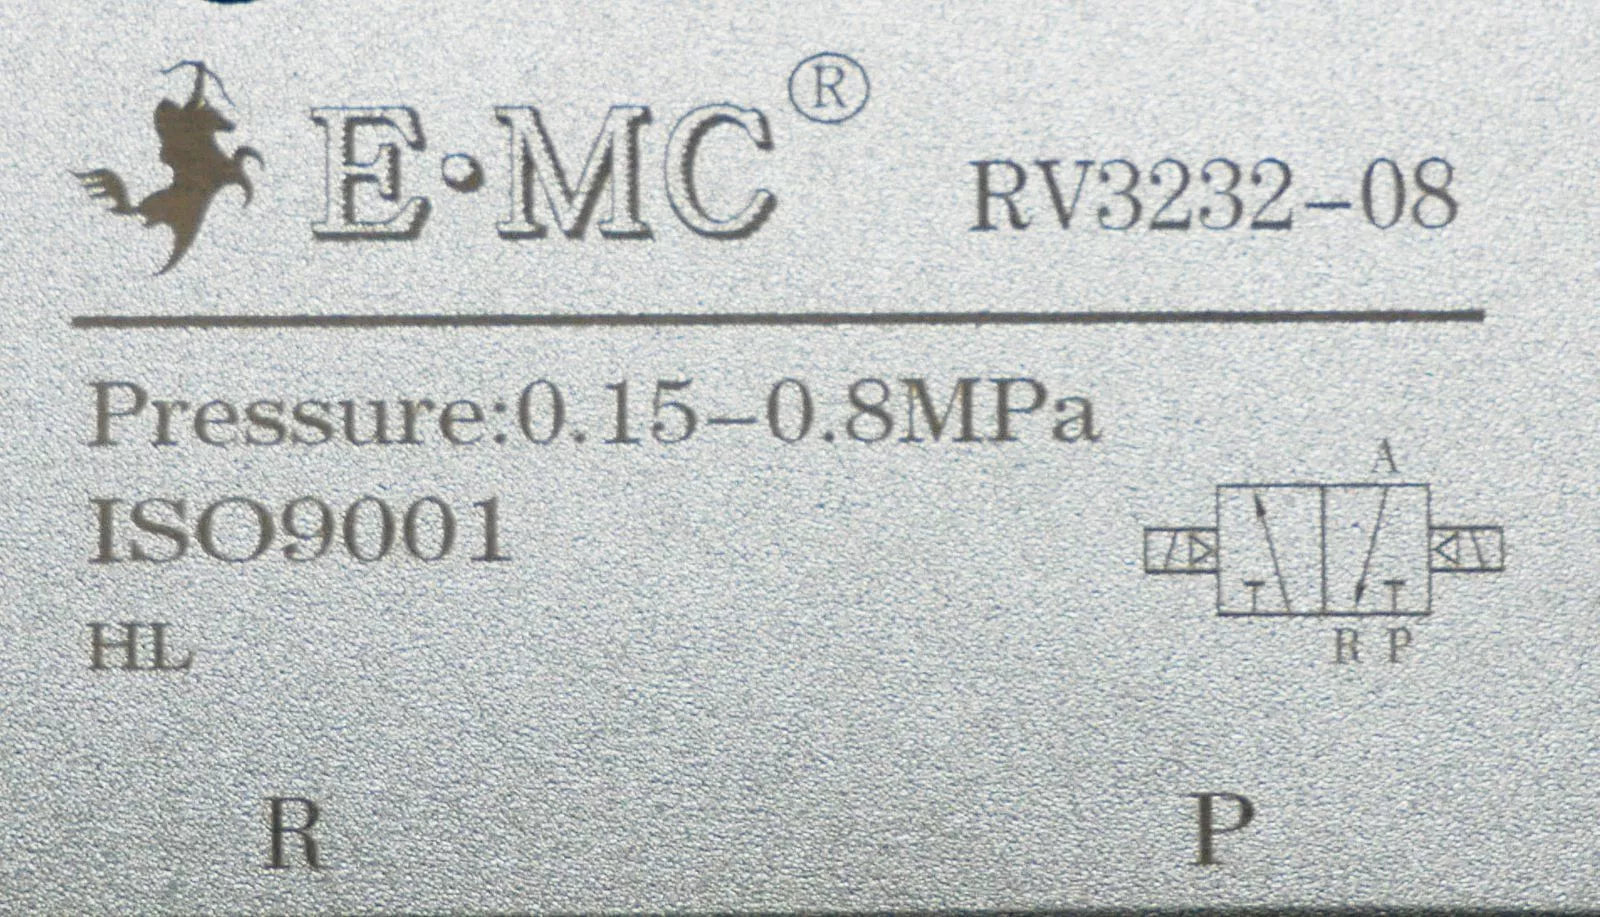 E·MC® RV3232-08
Pressure:0.15-0.8MPa
ISO9001
HL
A
R P
R P